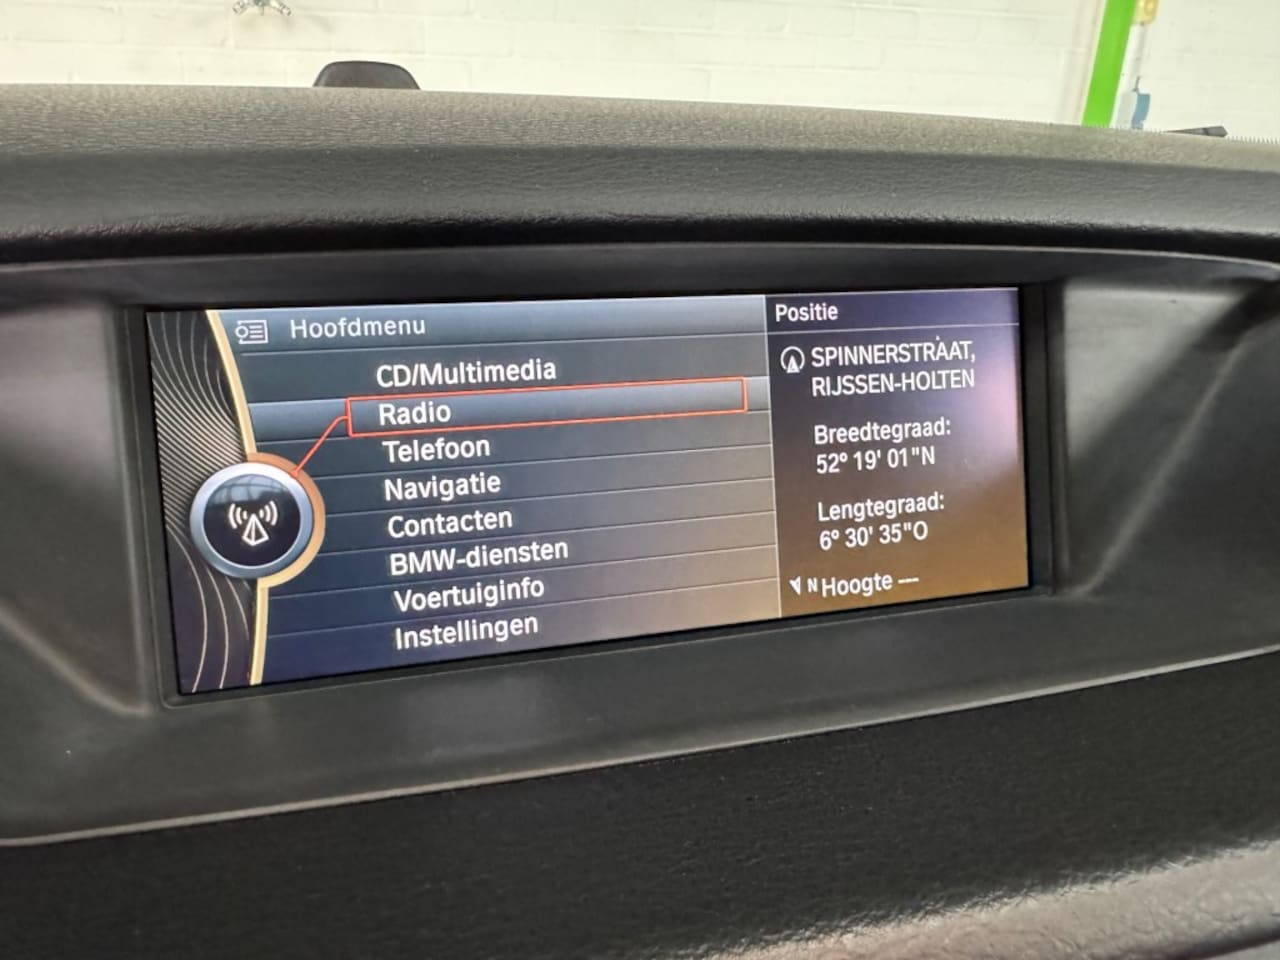 Hoofdmenu
CD/Multimedia
Radio
Telefoon
Navigatie
Contacten
BMW-diensten
Voertuiginfo
Instellingen
Positie
SPINNERSTRAAT,
RIJSSEN-HOLTEN
Breedtegraad:
52° 19' 01"N
Lengtegraad:
6° 30' 35"O
N Hoogte ---